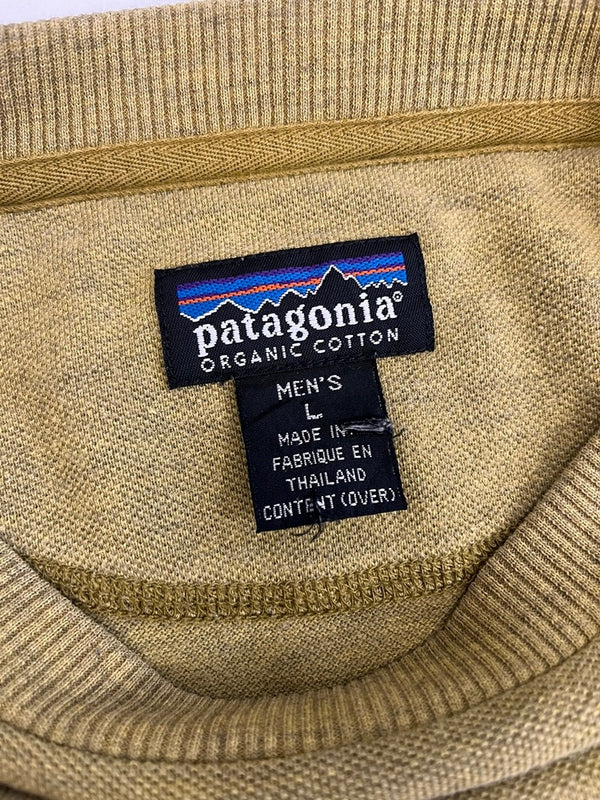 patagonia®
ORGANIC COTTON
MEN'S
L
MADE IN
FABRIQUE EN
THAILAND
CONTENT (OVER)